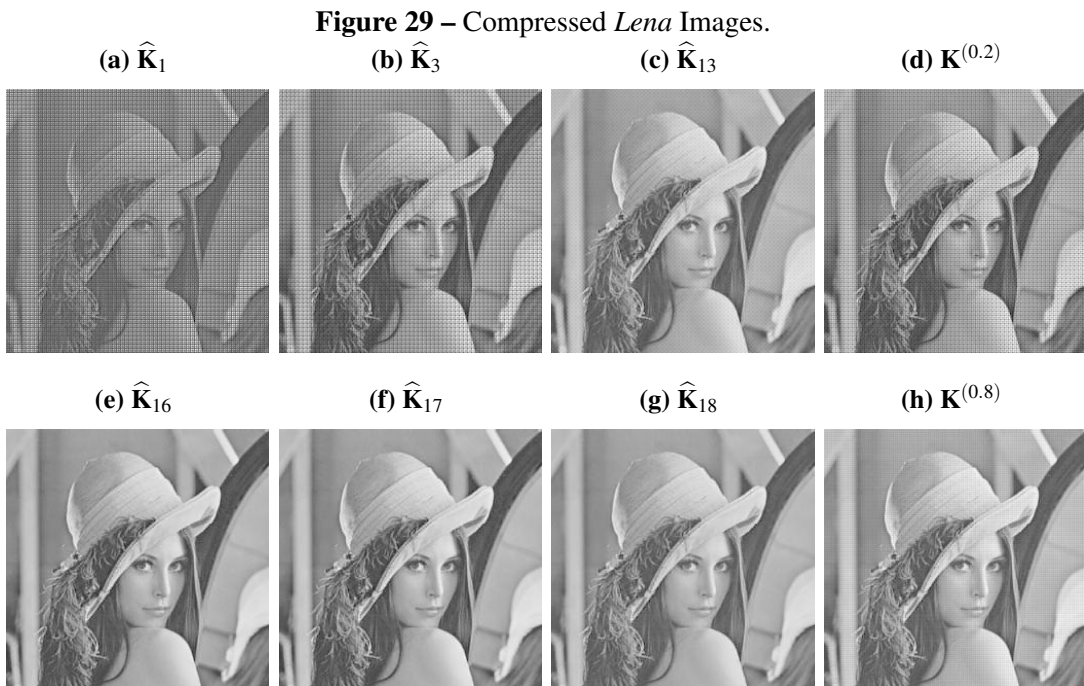 Figure 29 – Compressed Lena Images.
(a) K̂₁ (b) K̂₃ (c) K̂₁₃ (d) K⁽⁰·²⁾
(e) K̂₁₆ (f) K̂₁₇ (g) K̂₁₈ (h) K⁽⁰·⁸⁾